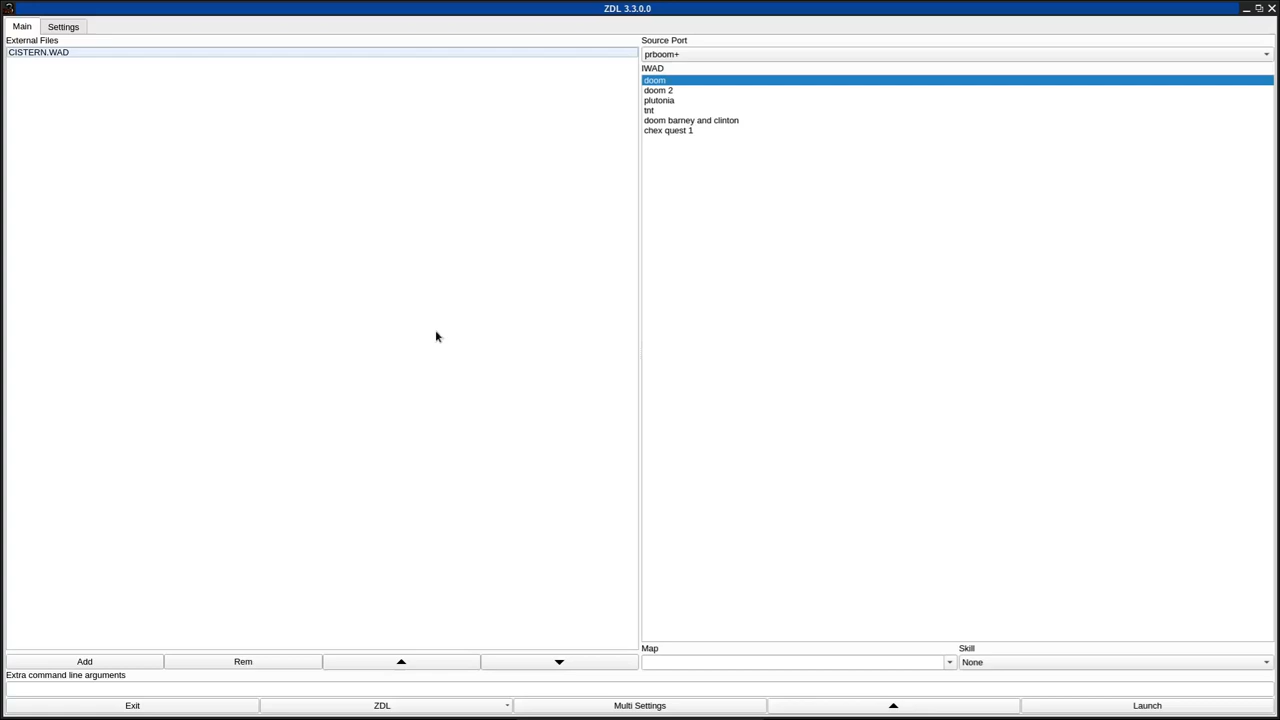 ZDL 3.3.0.0
Main
Settings
External Files
CISTERN.WAD
Source Port
prboom+
IWAD
doom
doom 2
plutonia
tnt
doom barney and clinton
chex quest 1
Map
Skill
None
Add
Rem
Extra command line arguments
Exit
ZDL
Multi Settings
Launch